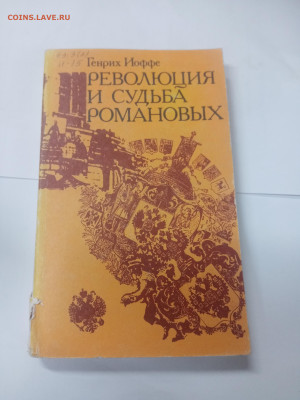 COINS.LAVE.RU
Генрих Иоффе
РЕВОЛЮЦИЯ
И СУДЬБА
РОМАНОВЫХ